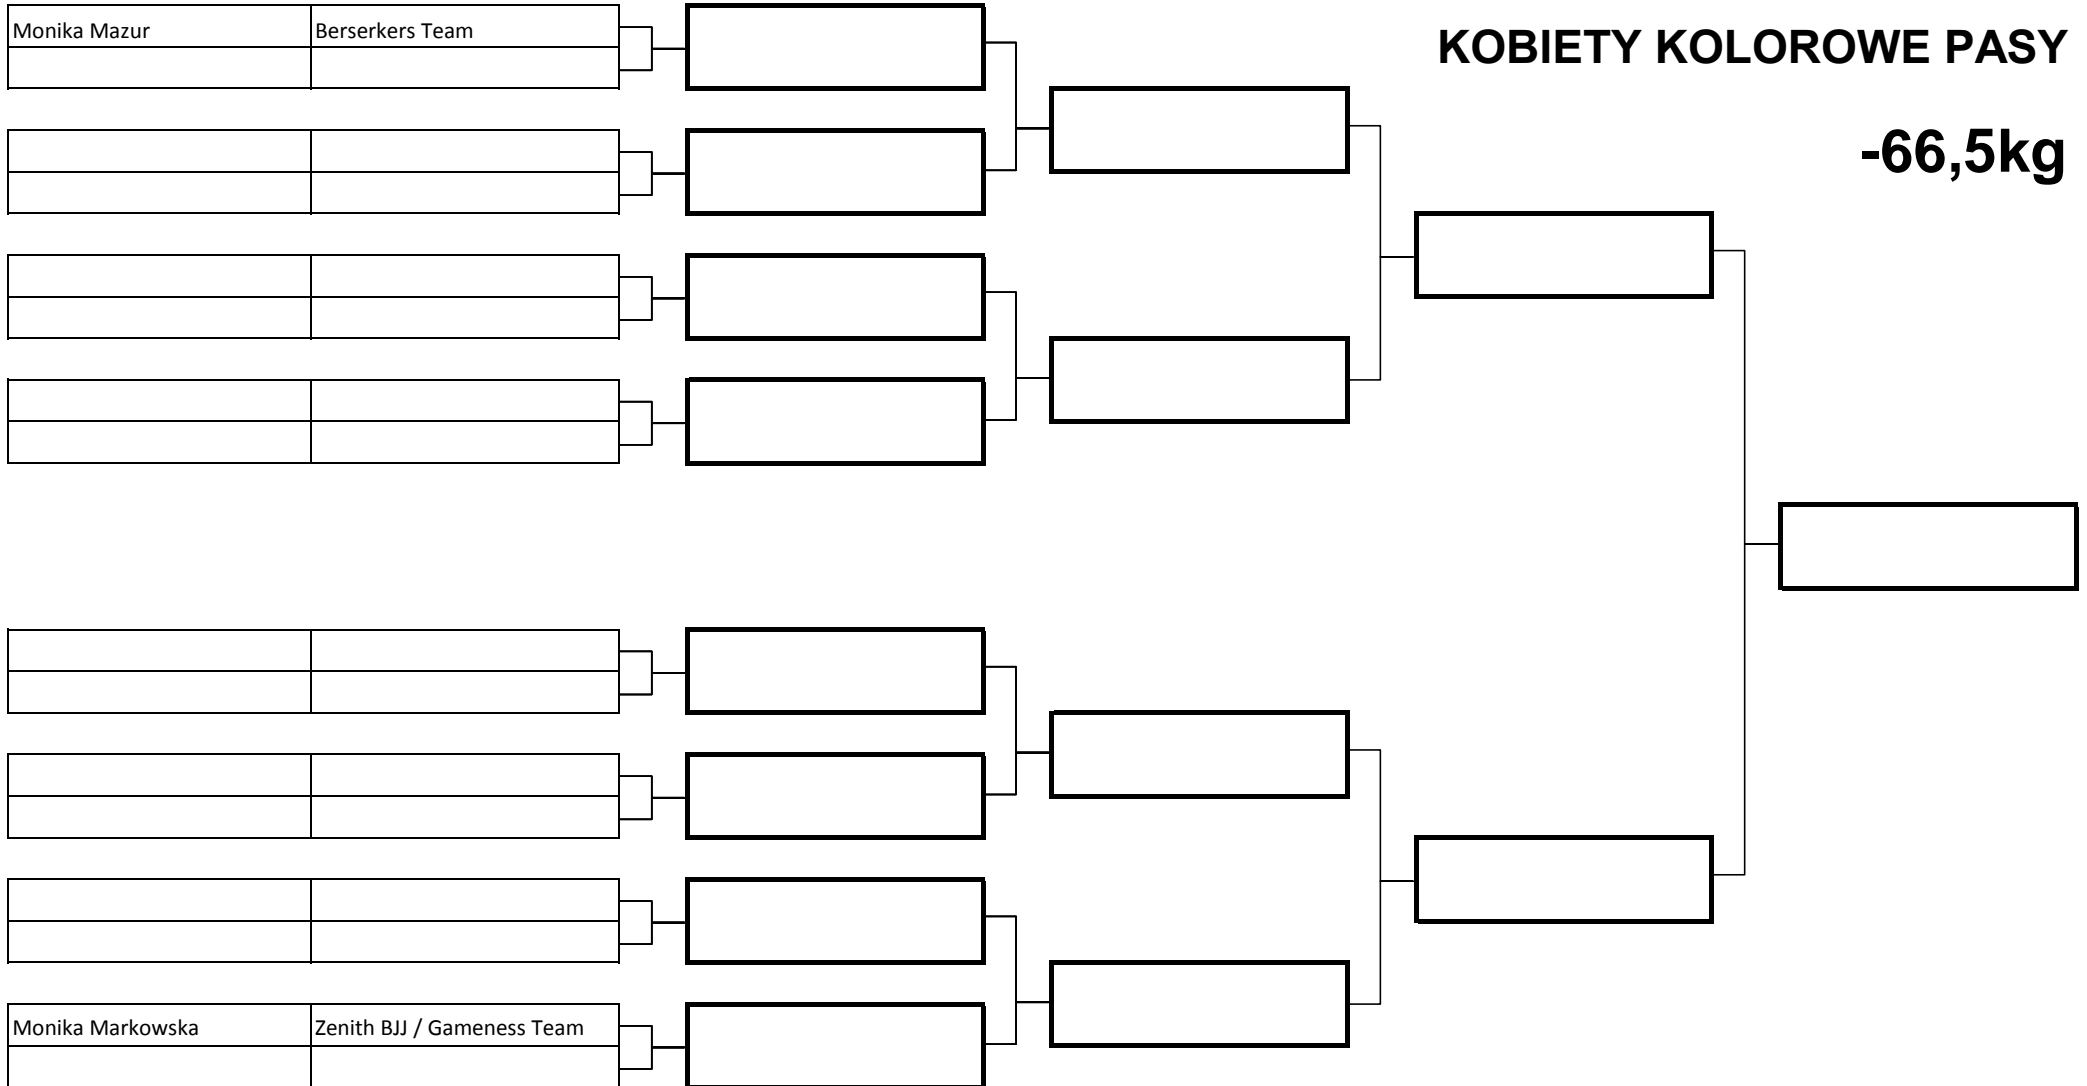 Monika Mazur Berserkers Team
KOBIETY KOLOROWE PASY
-66,5kg
Monika Markowska Zenith BJJ / Gameness Team